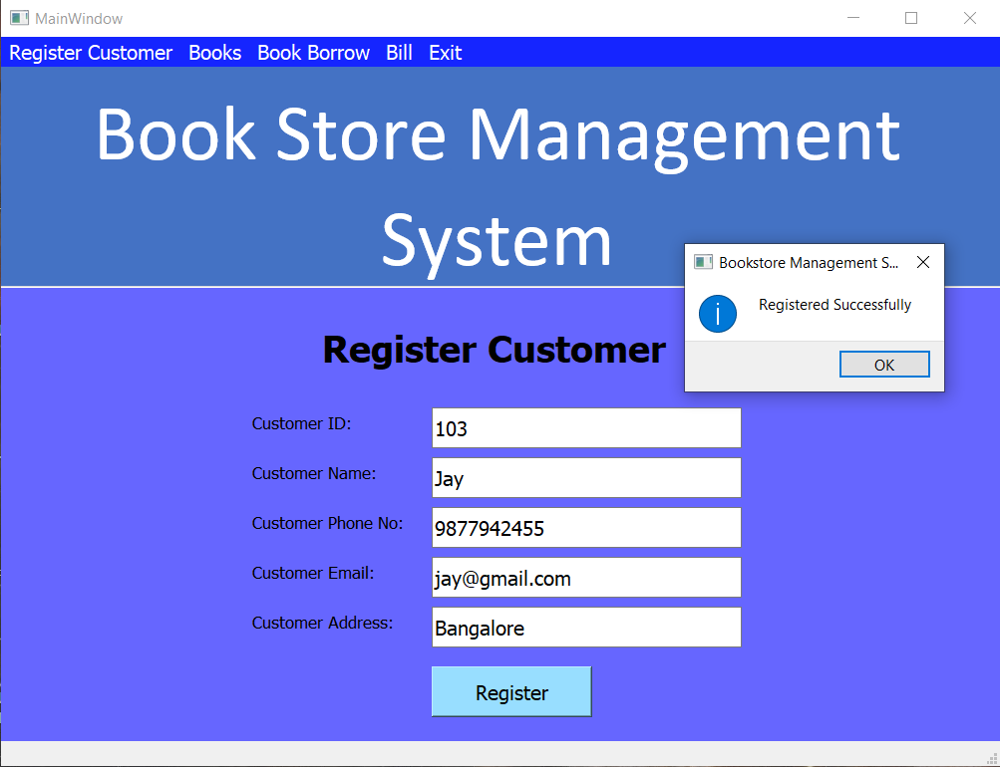 MainWindow
Register Customer Books Book Borrow Bill Exit
Book Store Management
System
Bookstore Management S...
Registered Successfully
OK
Register Customer
Customer ID: 103
Customer Name: Jay
Customer Phone No: 9877942455
Customer Email: jay@gmail.com
Customer Address: Bangalore
Register